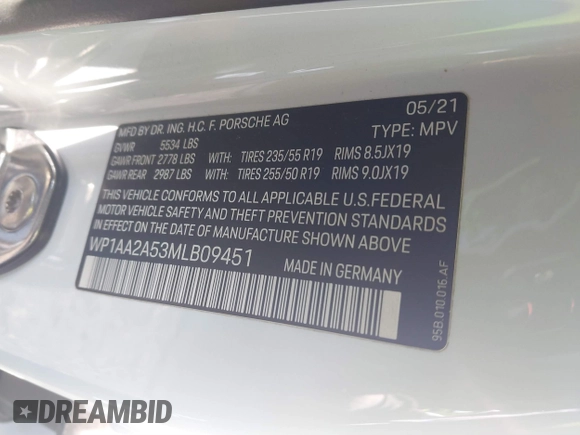 MFD BY DR. ING. H.C. F. PORSCHE AG 05/21
GVWR 5534 LBS TYPE: MPV
GAWR FRONT 2778 LBS WITH: TIRES 235/55 R19 RIMS 8.5JX19
GAWR REAR 2987 LBS WITH: TIRES 255/50 R19 RIMS 9.0JX19
THIS VEHICLE CONFORMS TO ALL APPLICABLE U.S.FEDERAL
MOTOR VEHICLE SAFETY AND THEFT PREVENTION STANDARDS
IN EFFECT ON THE DATE OF MANUFACTURE SHOWN ABOVE
WP1AA2A53MLB09451 MADE IN GERMANY
95B.010.016.AF
DREAMBID